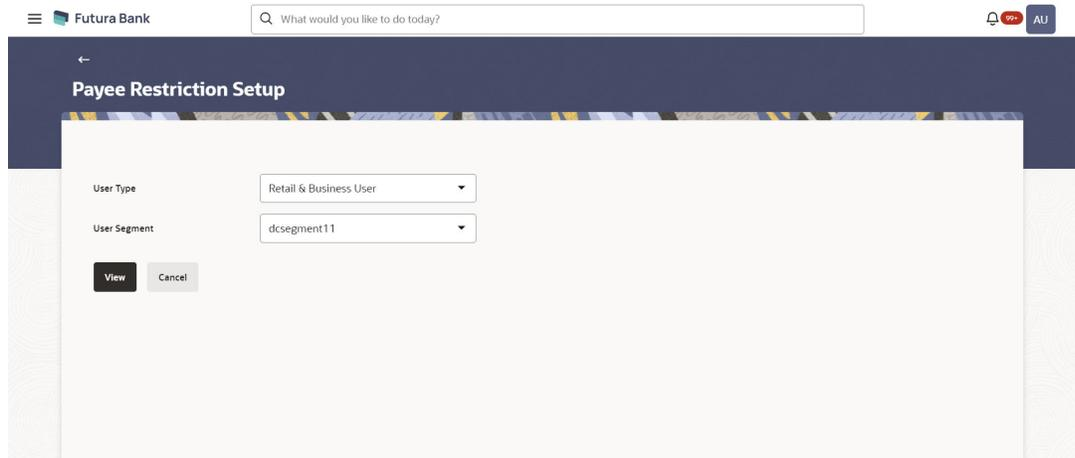 Futura Bank
What would you like to do today?
99+
AU
Payee Restriction Setup
User Type
Retail & Business User
User Segment
dcsegment11
View
Cancel